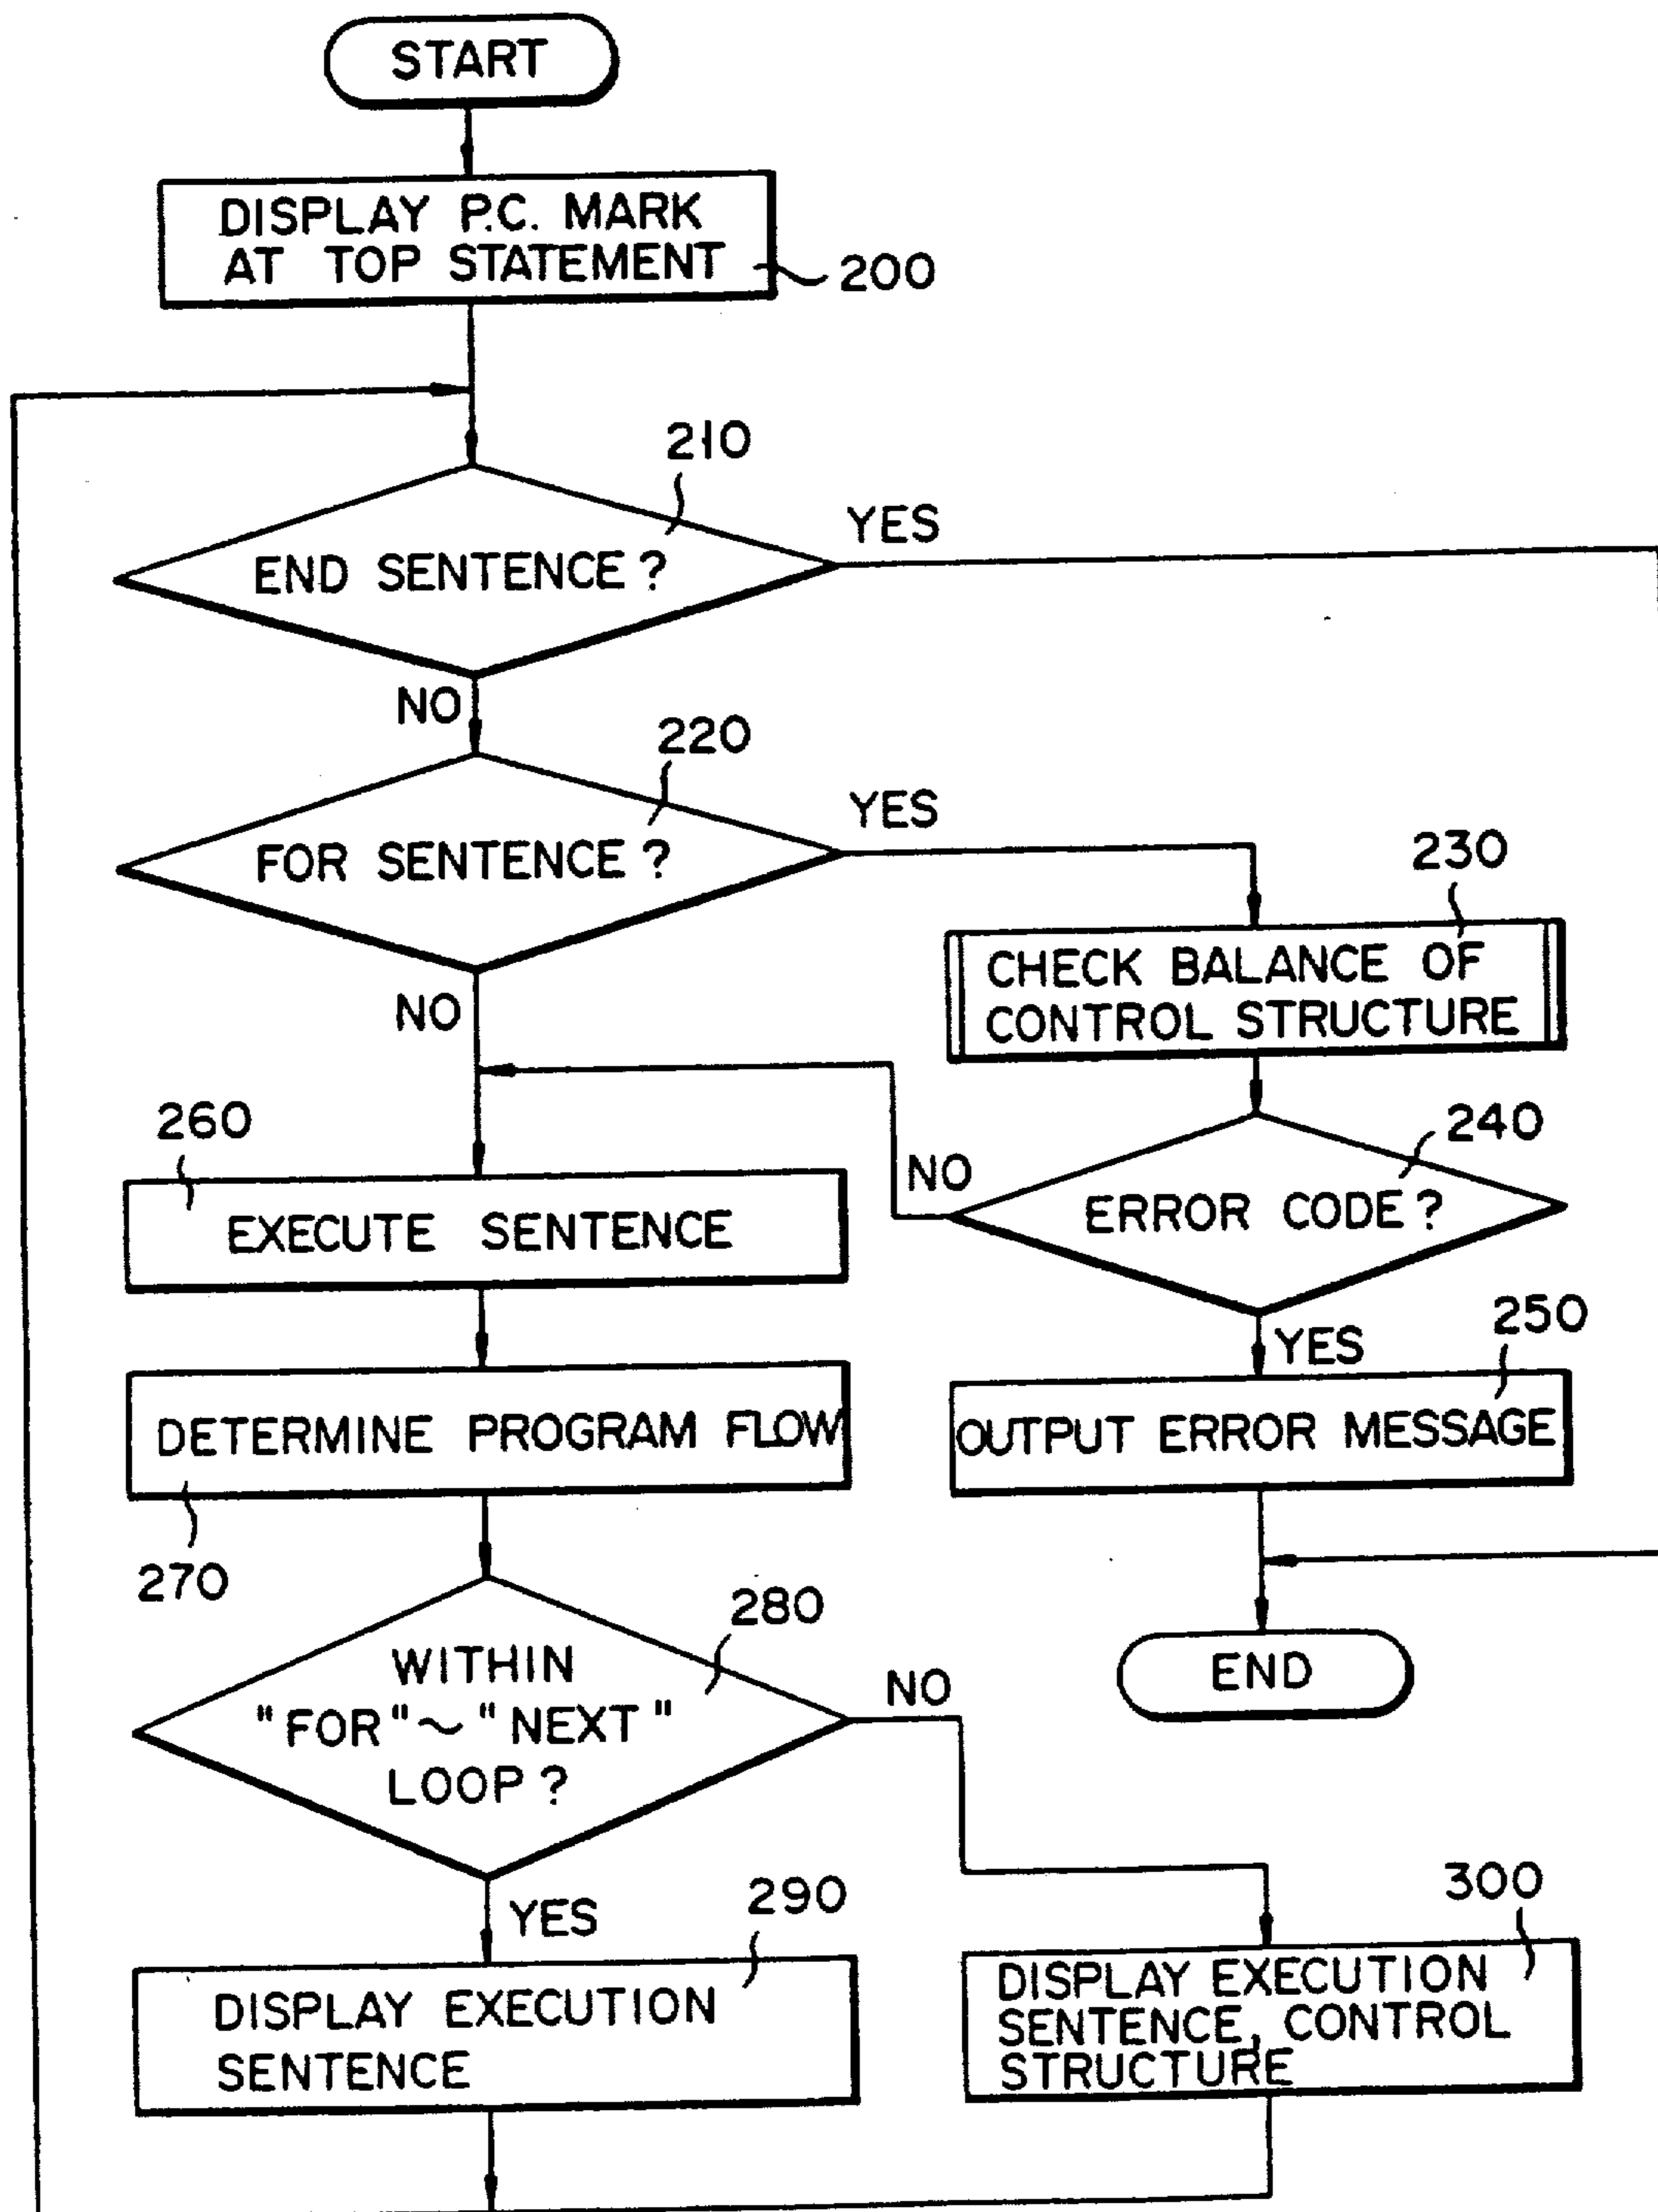 START
DISPLAY P.C. MARK
AT TOP STATEMENT
200
210
END SENTENCE?
YES
NO
220
FOR SENTENCE?
YES
NO
230
CHECK BALANCE OF
CONTROL STRUCTURE
240
ERROR CODE?
NO
YES
250
OUTPUT ERROR MESSAGE
END
260
EXECUTE SENTENCE
DETERMINE PROGRAM FLOW
270
280
WITHIN
"FOR"～"NEXT"
LOOP?
NO
YES
290
DISPLAY EXECUTION
SENTENCE
300
DISPLAY EXECUTION
SENTENCE, CONTROL
STRUCTURE